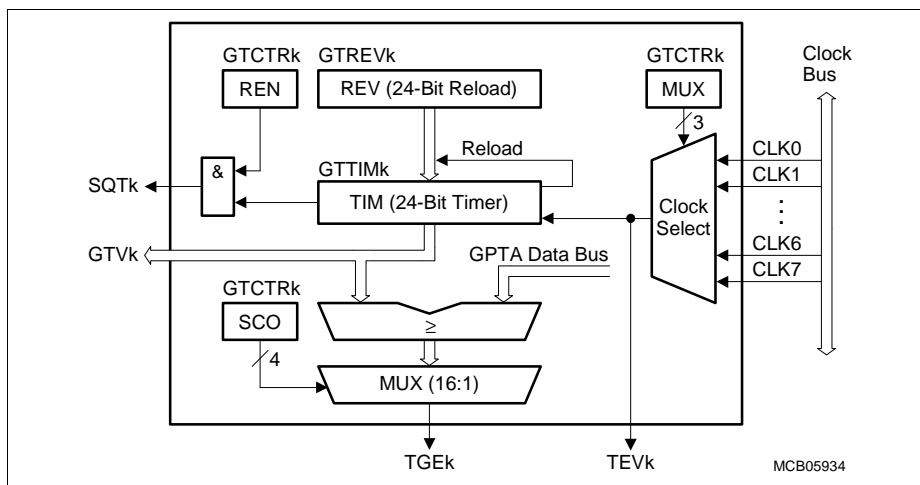 GTCTRk
REN
GTREVk
REV (24-Bit Reload)
GTCTRk
MUX
Clock
Bus
3
Reload
&
SQTk
GTTIMk
TIM (24-Bit Timer)
Clock
Select
CLK0
CLK1
CLK6
CLK7
GTVk
GPTA Data Bus
GTCTRk
SCO
4
≥
MUX (16:1)
TGEk
TEVk
MCB05934